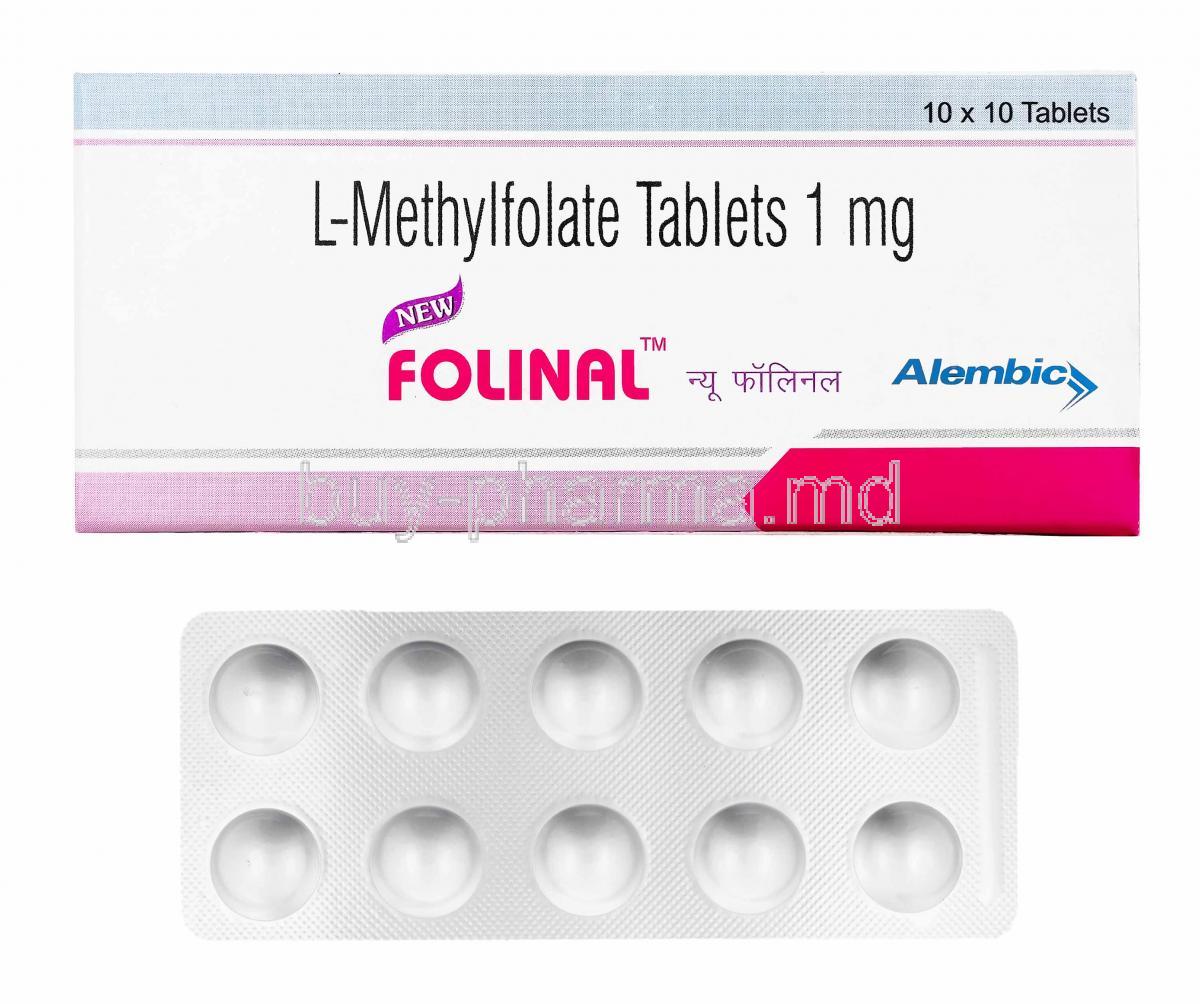 10 x 10 Tablets
L-Methylfolate Tablets 1 mg
NEW
FOLINAL™ न्यू फॉलिनल Alembic
buy-pharma.md